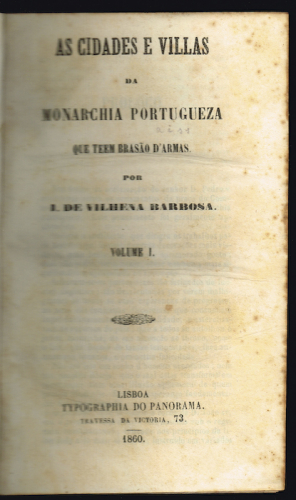 AS CIDADES E VILLAS
DA
MONARCHIA PORTUGUEZA
QUE TEEM BRASÃO D'ARMAS.
POR
I. DE VILHENA BARBOSA.
VOLUME I.
LISBOA
TYPOGRAPHIA DO PANORAMA.
TRAVESSA DA VICTORIA, 73.
1860.